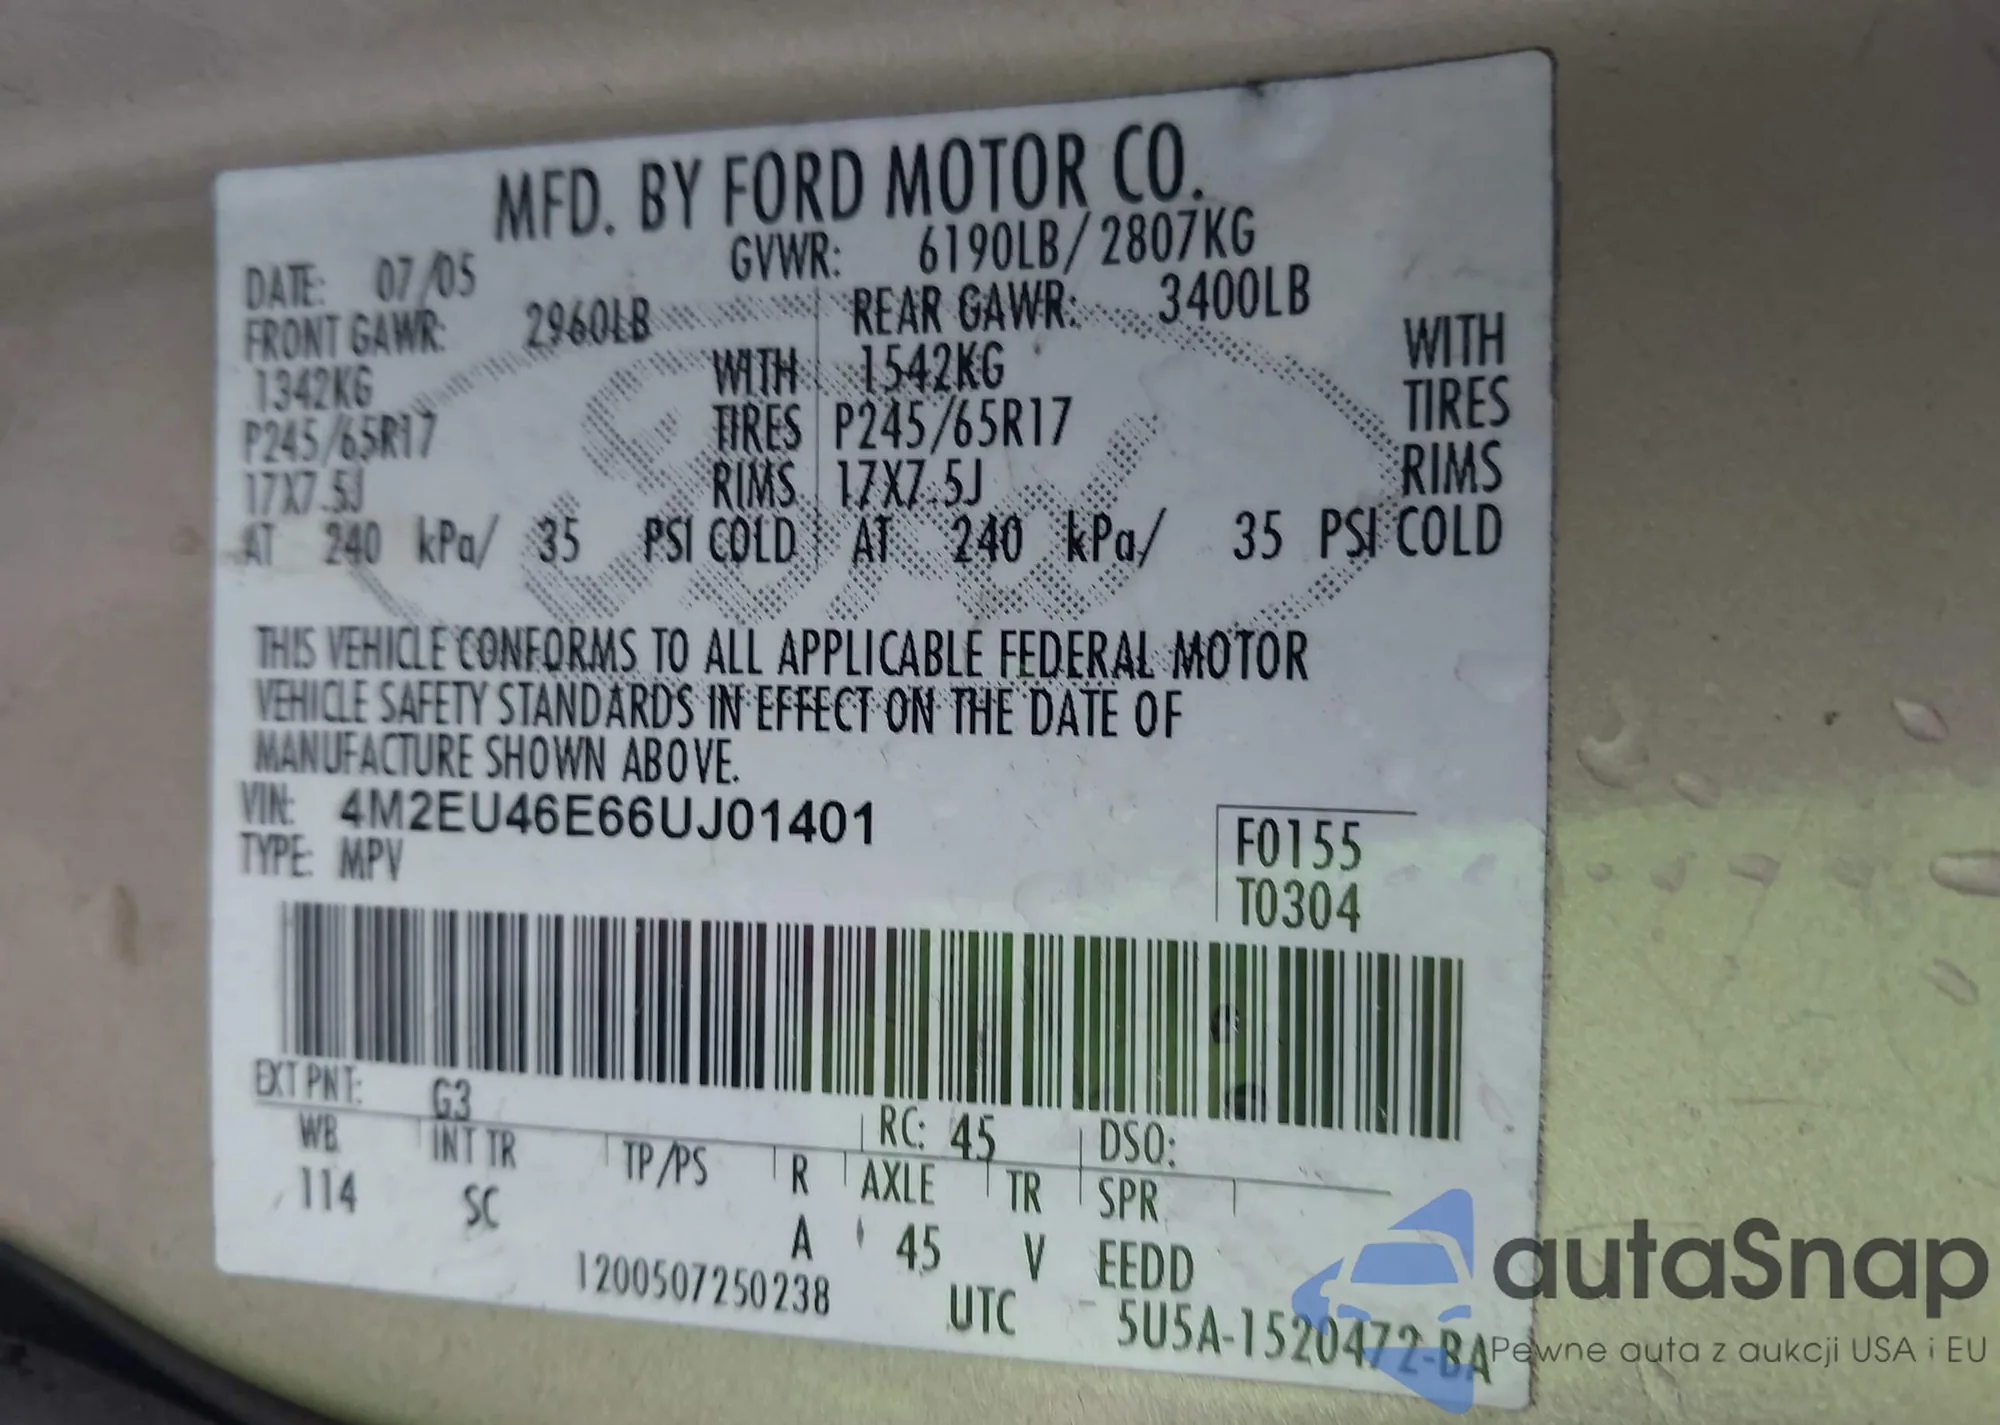 MFD. BY FORD MOTOR CO.
DATE: 07/05 GVWR: 6190LB/2807KG
FRONT GAWR: 2960LB REAR GAWR: 3400LB
1342KG WITH 1542KG WITH
P245/65R17 TIRES P245/65R17 TIRES
17X7.5J RIMS 17X7.5J RIMS
AT 240 kPa/ 35 PSI COLD AT 240 kPa/ 35 PSI COLD
THIS VEHICLE CONFORMS TO ALL APPLICABLE FEDERAL MOTOR
VEHICLE SAFETY STANDARDS IN EFFECT ON THE DATE OF
MANUFACTURE SHOWN ABOVE.
VIN: 4M2EU46E66UJ01401
TYPE: MPV
F0155
T0304
EXT PNT: G3 RC: 45 DSO:
WB INT TR TP/PS R AXLE TR SPR
114 SC A 45 V EEDD
1200507250238 UTC 5U5A-1520472-BA
autaSnap
Pewne auta z aukcji USA i EU